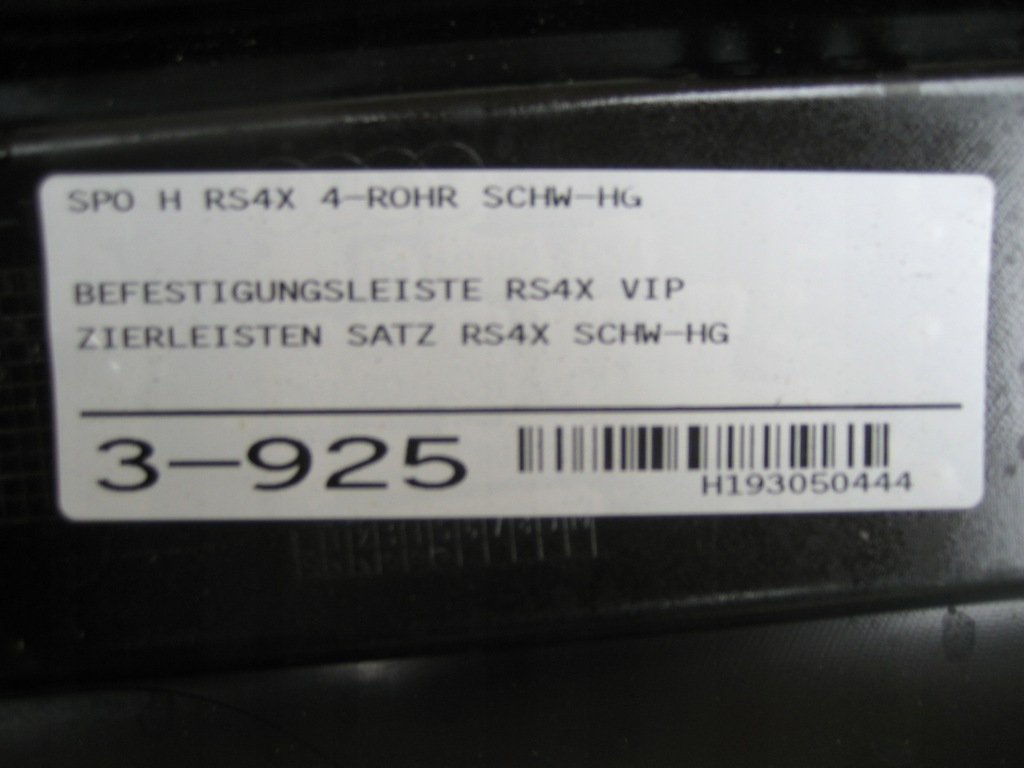 SPO H RS4X 4-ROHR SCHW-HG
BEFESTIGUNGSLEISTE RS4X VIP
ZIERLEISTEN SATZ RS4X SCHW-HG
3-925
H193050444